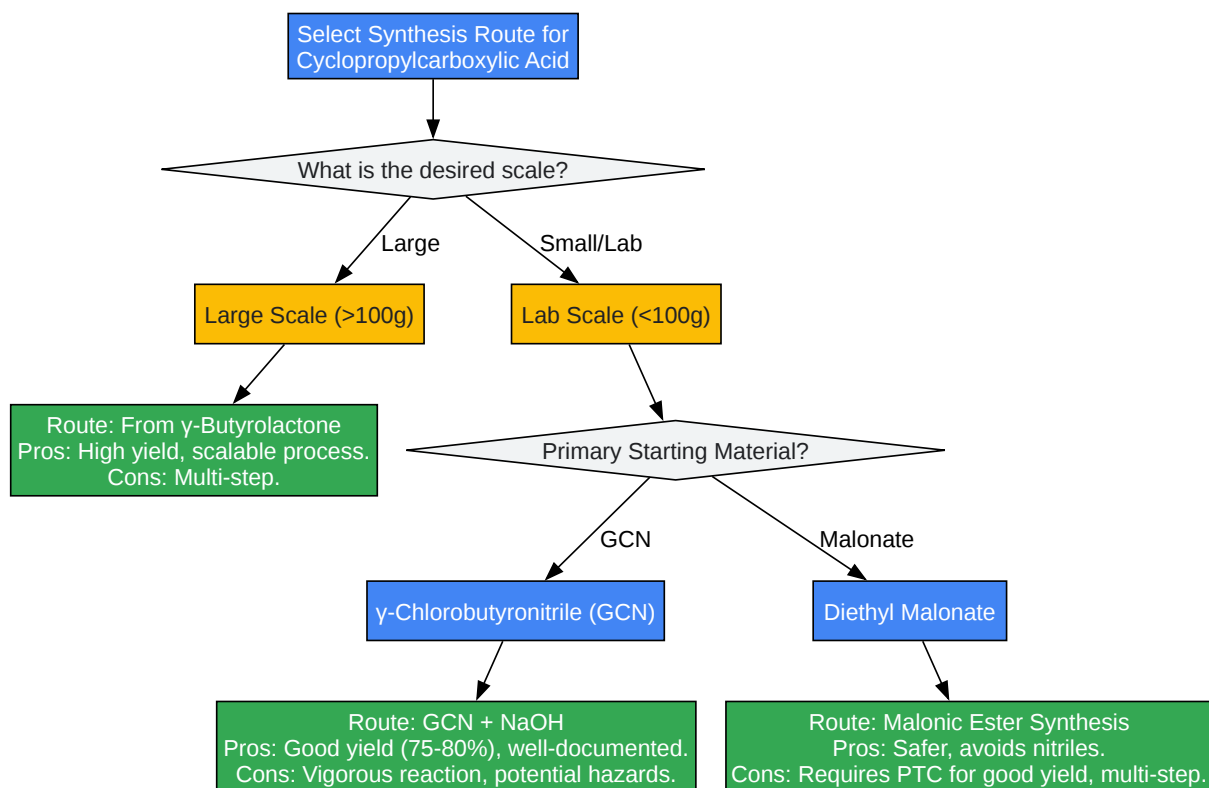 Select Synthesis Route for
Cyclopropylcarboxylic Acid
What is the desired scale?
Large
Small/Lab
Large Scale (>100g)
Lab Scale (<100g)
Route: From γ-Butyrolactone
Pros: High yield, scalable process.
Cons: Multi-step.
Primary Starting Material?
GCN
Malonate
γ-Chlorobutyronitrile (GCN)
Diethyl Malonate
Route: GCN + NaOH
Pros: Good yield (75-80%), well-documented.
Cons: Vigorous reaction, potential hazards.
Route: Malonic Ester Synthesis
Pros: Safer, avoids nitriles.
Cons: Requires PTC for good yield, multi-step.